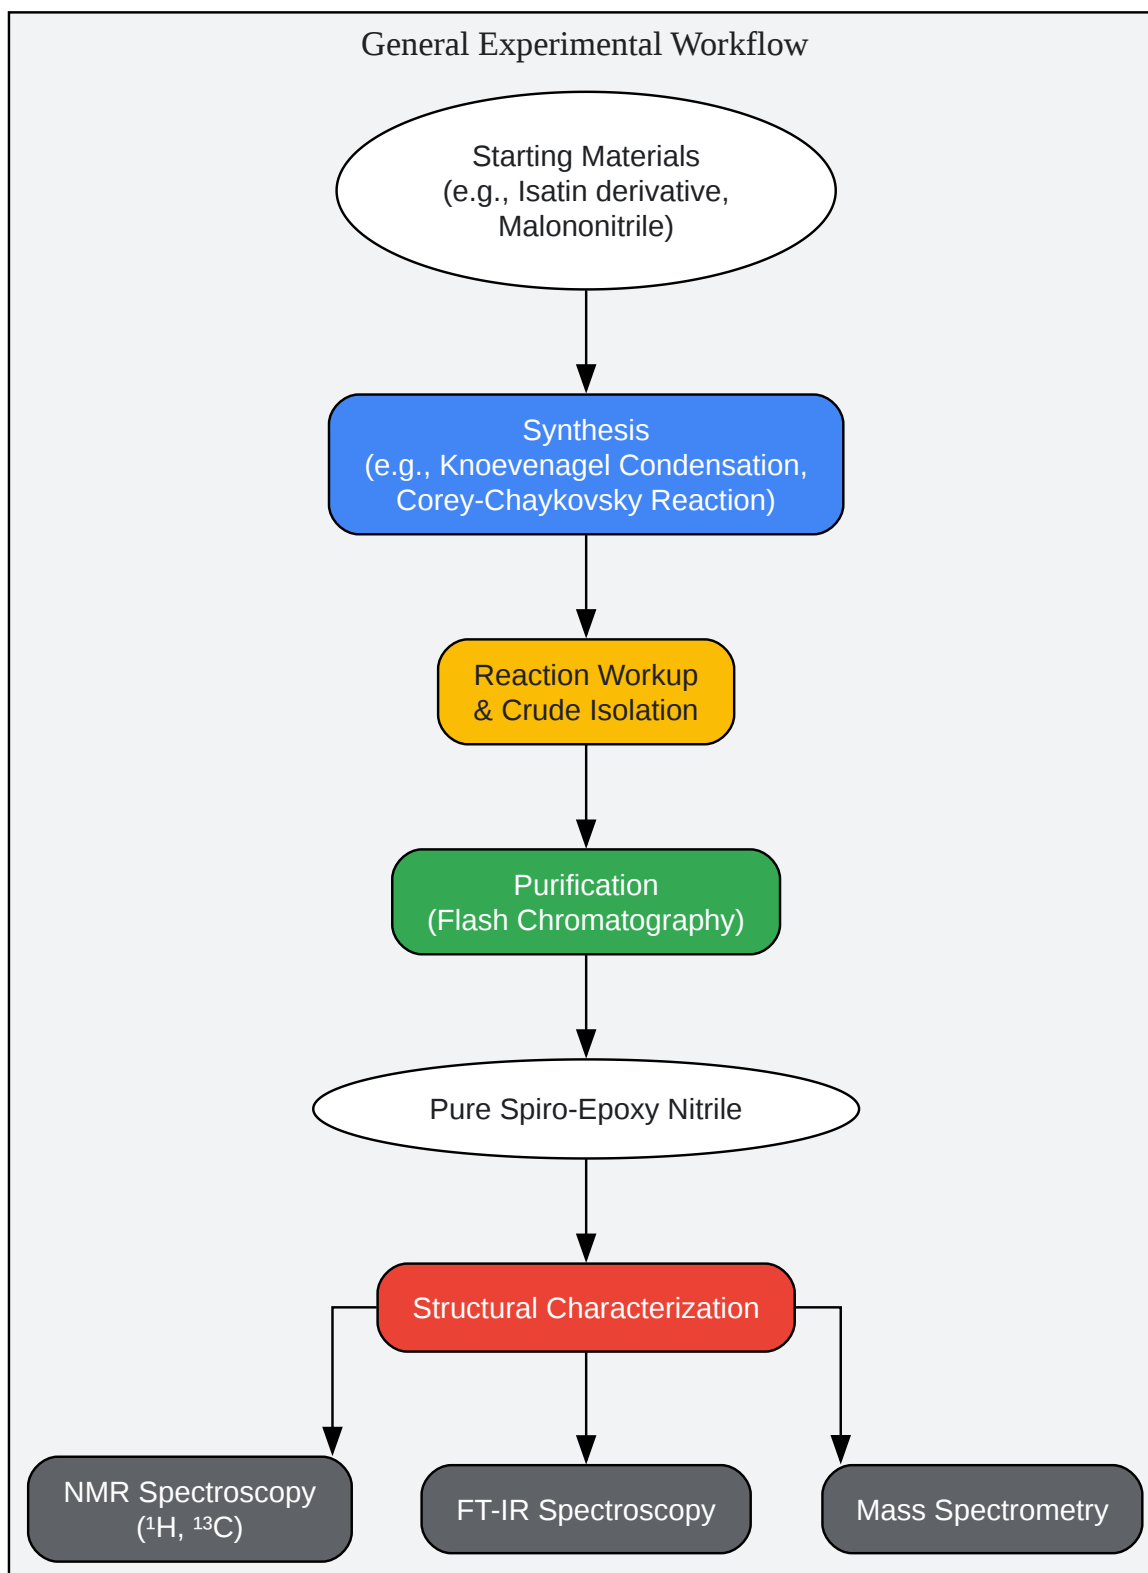 General Experimental Workflow
Starting Materials
(e.g., Isatin derivative,
Malononitrile)
Synthesis
(e.g., Knoevenagel Condensation,
Corey-Chaykovsky Reaction)
Reaction Workup
& Crude Isolation
Purification
(Flash Chromatography)
Pure Spiro-Epoxy Nitrile
Structural Characterization
NMR Spectroscopy
(¹H, ¹³C)
FT-IR Spectroscopy
Mass Spectrometry